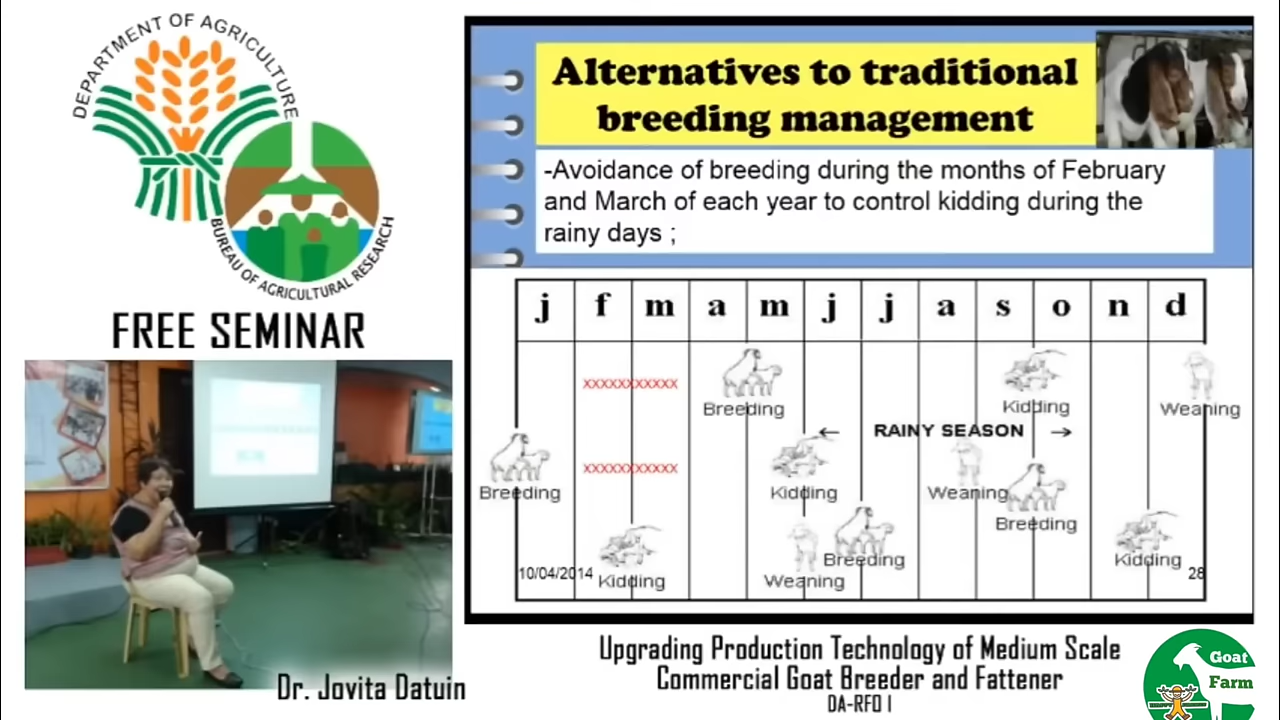 DEPARTMENT OF AGRICULTURE
BUREAU OF AGRICULTURAL RESEARCH
FREE SEMINAR
Dr. Jovita Datuin
Alternatives to traditional
breeding management
-Avoidance of breeding during the months of February
and March of each year to control kidding during the
rainy days ;
j f m a m j j a s o n d
xxxxxxxxxxx
Breeding Kidding Weaning
← RAINY SEASON →
xxxxxxxxxxx
Breeding Kidding Weaning
Breeding
Breeding Kidding
10/04/2014 28
Kidding Weaning
Upgrading Production Technology of Medium Scale
Commercial Goat Breeder and Fattener
DA-RFO I
Goat
Farm